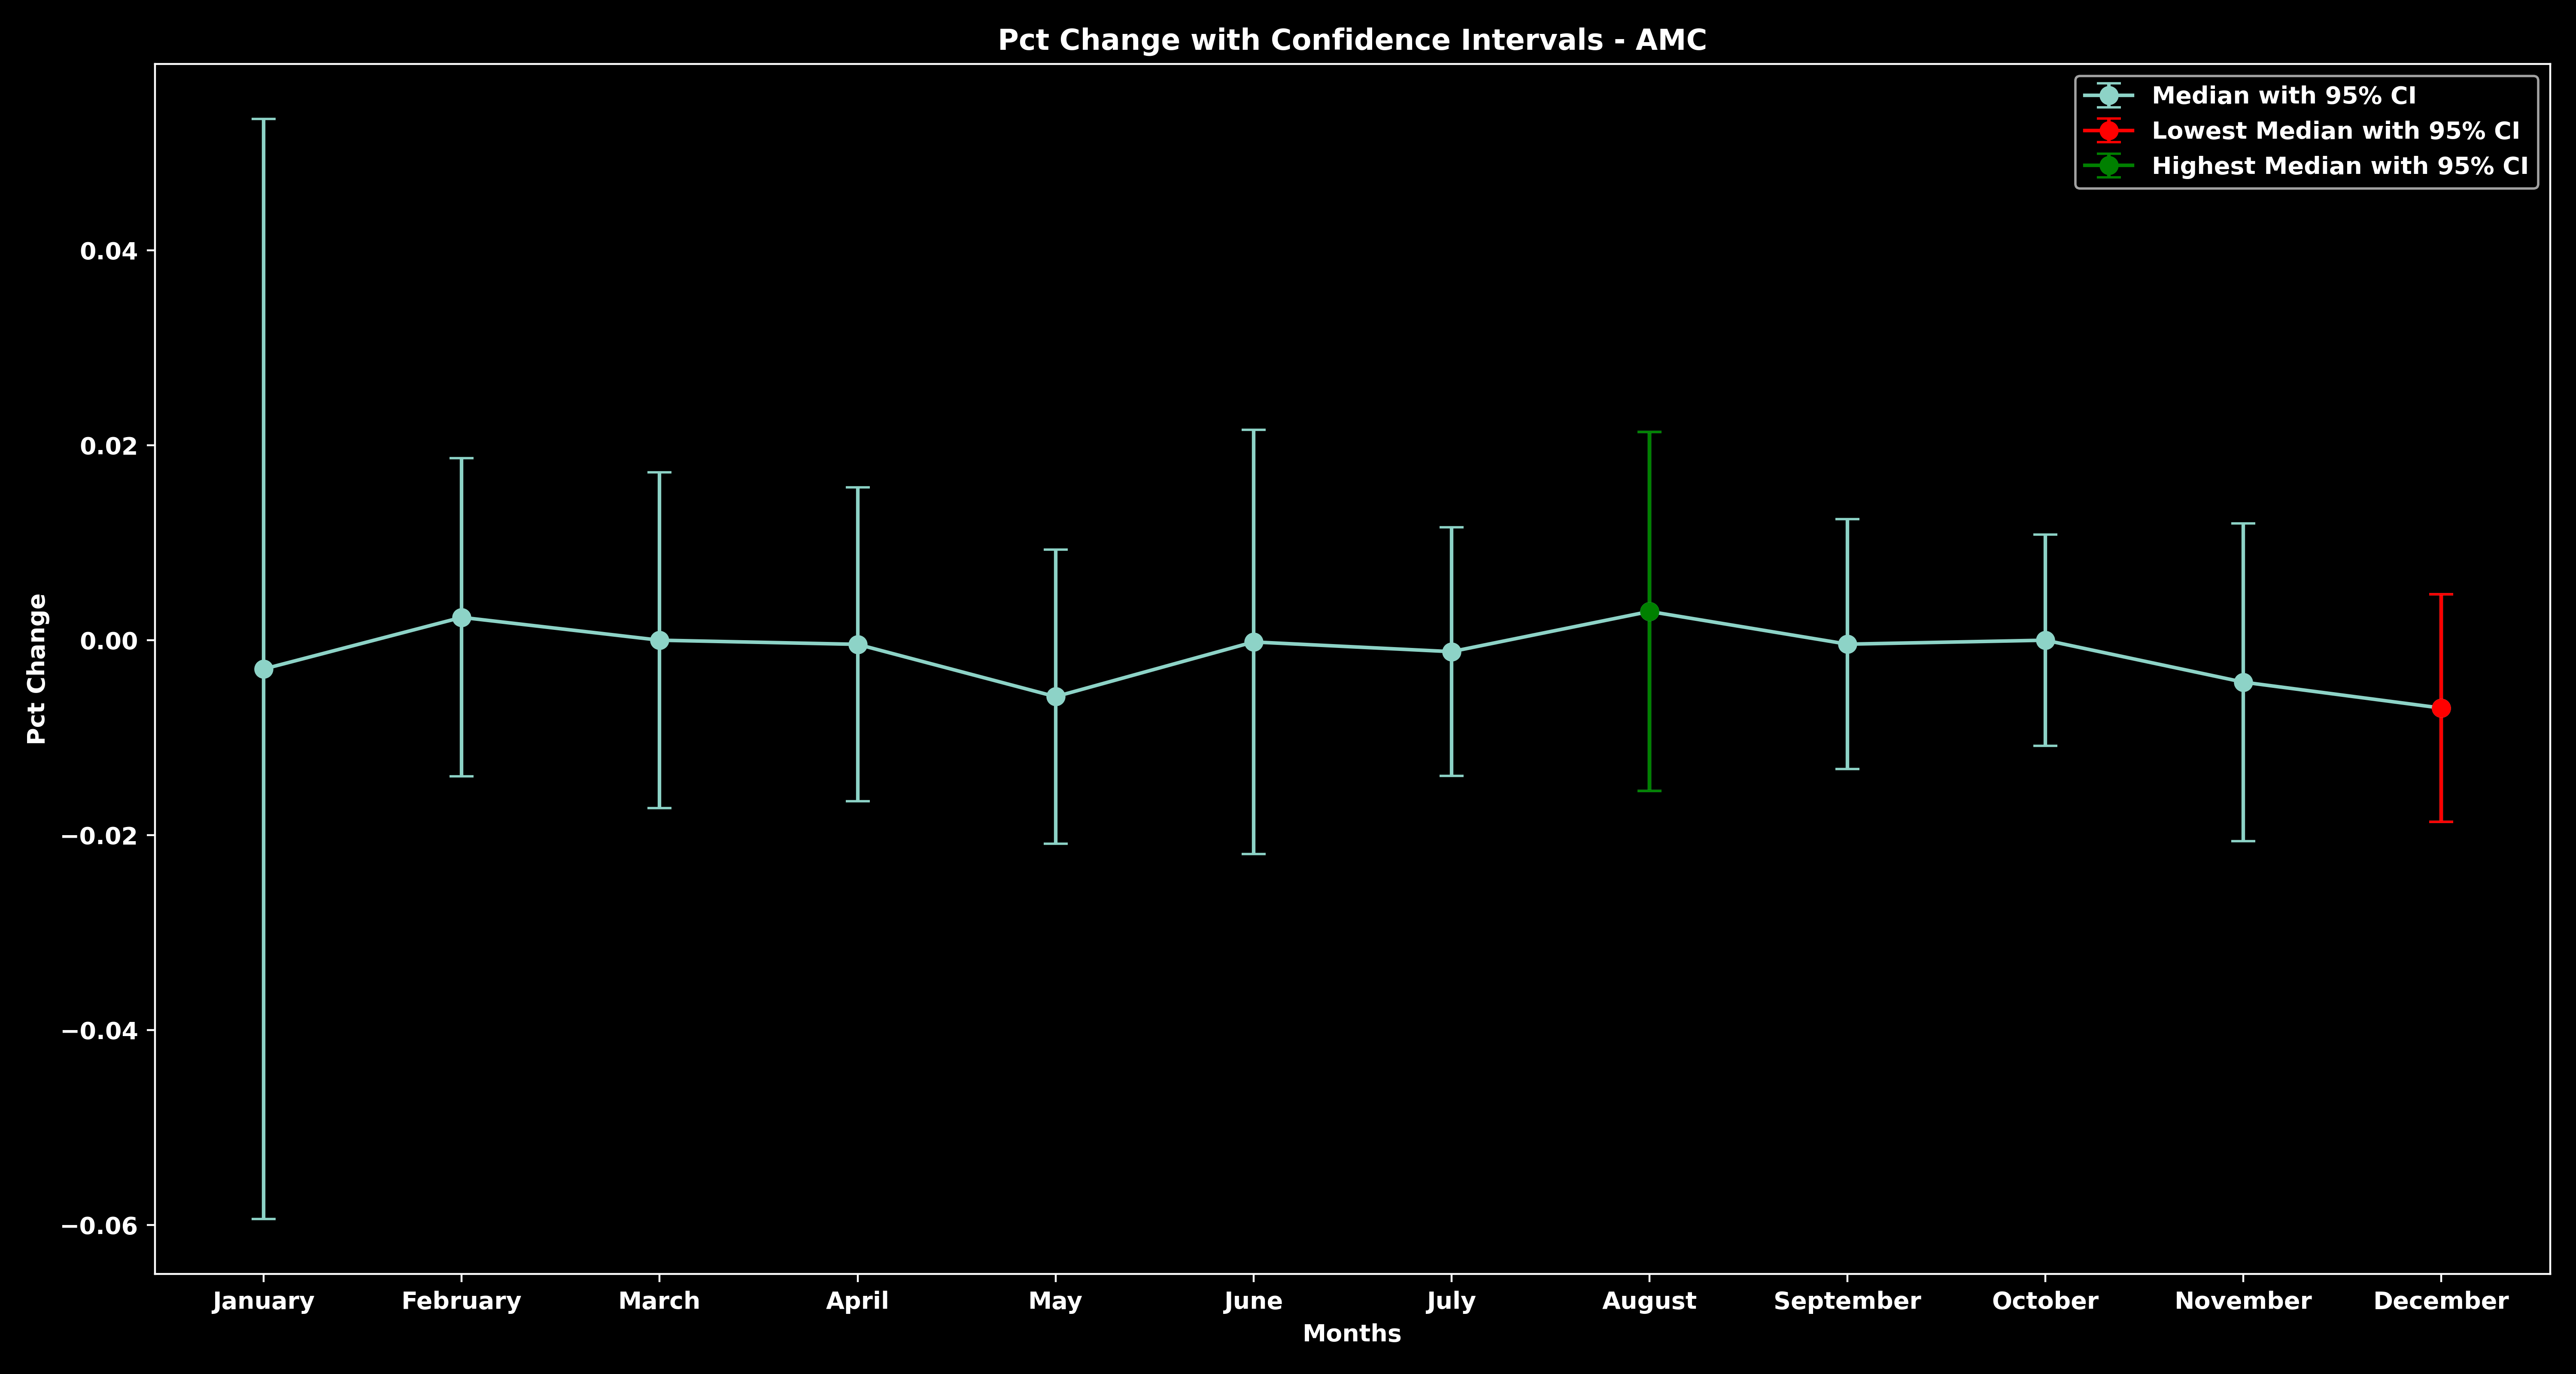 Pct Change with Confidence Intervals - AMC
Median with 95% CI
Lowest Median with 95% CI
Highest Median with 95% CI
Pct Change
0.04
0.02
0.00
−0.02
−0.04
−0.06
January February March April May June July August September October November December
Months